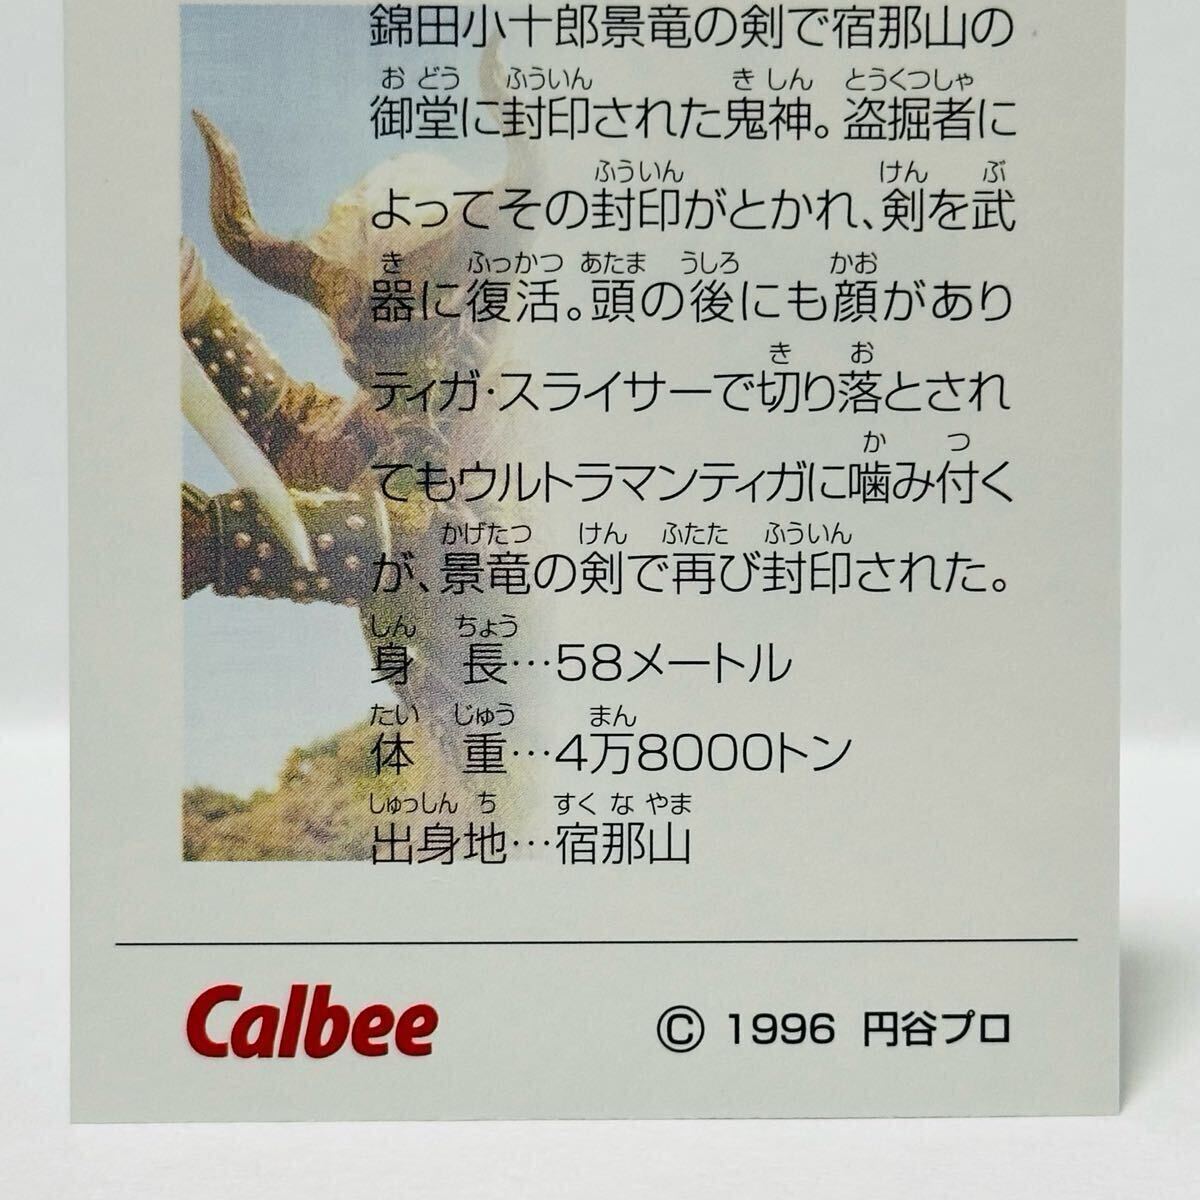 錦田小十郎景竜の剣で宿那山の
おどう ふういん きしん とうくつしゃ
御堂に封印された鬼神。盗掘者に
ふういん けん ぶ
よってその封印がとかれ、剣を武
き ふっかつ あたま うしろ かお
器に復活。頭の後にも顔があり
き お
ティガ・スライサーで切り落とされ
か つ
てもウルトラマンティガに噛み付く
かげたつ けん ふたた ふういん
が、景竜の剣で再び封印された。
しん ちょう
身 長…58メートル
たい じゅう まん
体 重…4万8000トン
しゅっしん ち すく な やま
出身地…宿那山
Calbee © 1996 円谷プロ